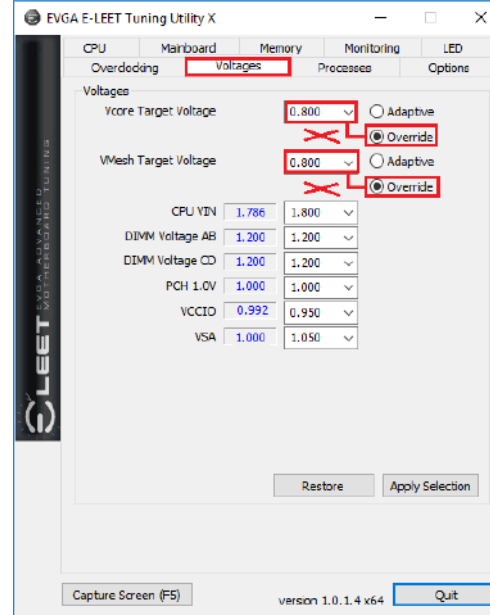 EVGA E-LEET Tuning Utility X
CPU Mainboard Memory Monitoring LED
Overclocking Voltages Processes Options
Voltages
Vcore Target Voltage 0.800 Adaptive
Override
VMesh Target Voltage 0.800 Adaptive
Override
CPU VIN 1.786 1.800
DIMM Voltage AB 1.200 1.200
DIMM Voltage CD 1.200 1.200
PCH 1.0V 1.000 1.000
VCCIO 0.992 0.950
VSA 1.000 1.050
Restore Apply Selection
Capture Screen (F5) version 1.0.1.4 x64 Quit
ELEET EVGA ADVANCED
MOTHERBOARD TUNING